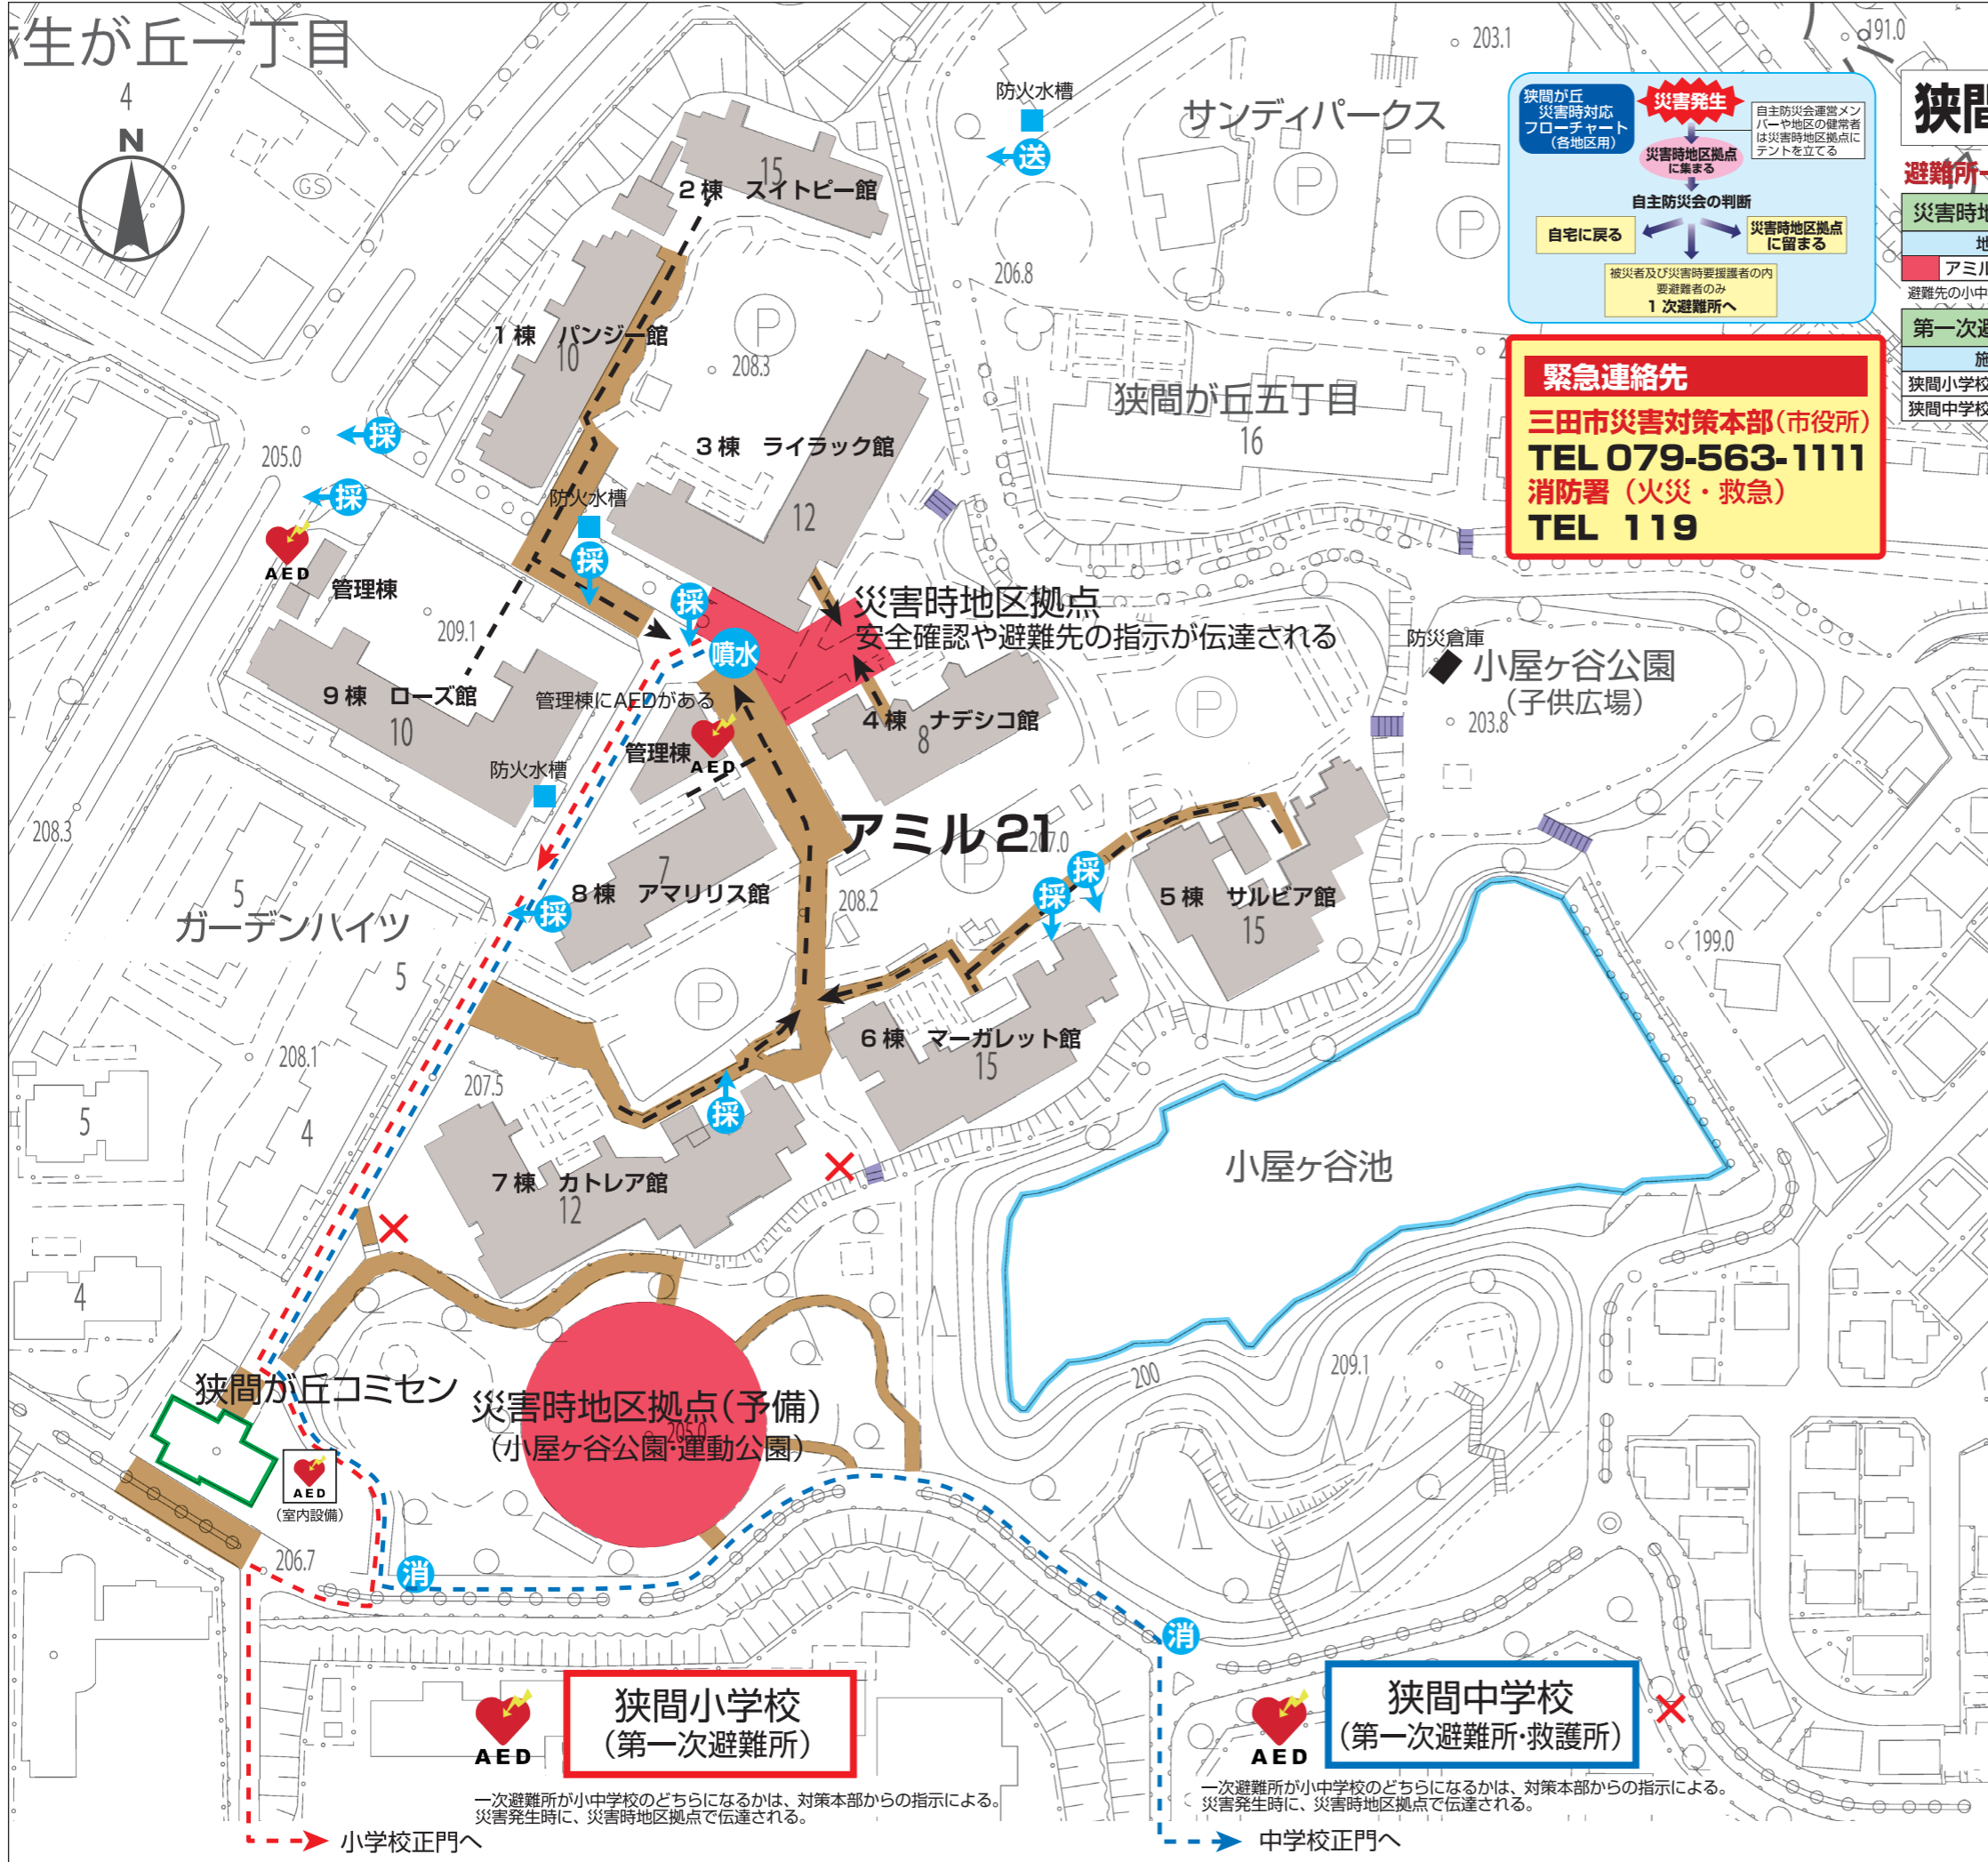 生が丘一丁目
4
N
GS
防火水槽
送
サンディパークス
203.1
191.0
P
P
206.8
狭間が丘
災害時対応
フローチャート
（各地区用）
災害発生
自主防災会運営メン
バーや地区の健常者
は災害時地区拠点に
テントを立てる
災害時地区拠点
に集まる
自主防災会の判断
自宅に戻る
災害時地区拠点
に留まる
被災者及び災害時要援護者の内
要避難者のみ
1 次避難所へ
狭間
避難所
災害時地
地
アミル
避難先の小中
第一次避
施
狭間小学校
狭間中学校
緊急連絡先
三田市災害対策本部（市役所）
TEL 079-563-1111
消防署（火災・救急）
TEL 119
15
2棟 スイトピー館
1棟 パンジー館
10
P
208.3
3棟 ライラック館
12
狭間が丘五丁目
16
採
205.0
採
AED
管理棟
209.1
防火水槽
採
採
噴水
災害時地区拠点
安全確認や避難先の指示が伝達される
防災倉庫
小屋ヶ谷公園
（子供広場）
203.8
9棟 ローズ館
10
管理棟にAEDがある
管理棟
AED
4棟 ナデシコ館
8
P
防火水槽
208.3
アミル21
207.0
P
採
採
7
8棟 アマリリス館
208.2
5棟 サルビア館
15
採
5
ガーデンハイツ
5
199.0
P
6棟 マーガレット館
15
208.1
207.5
5
4
採
7棟 カトレア館
12
小屋ヶ谷池
4
200
209.1
狭間が丘コミセン
災害時地区拠点（予備）
205.0
（小屋ヶ谷公園・運動公園）
AED
（室内設備）
206.7
消
消
AED
狭間小学校
（第一次避難所）
一次避難所が小中学校のどちらになるかは、対策本部からの指示による。
災害発生時に、災害時地区拠点で伝達される。
小学校正門へ
AED
狭間中学校
（第一次避難所・救護所）
一次避難所が小中学校のどちらになるかは、対策本部からの指示による。
災害発生時に、災害時地区拠点で伝達される。
中学校正門へ